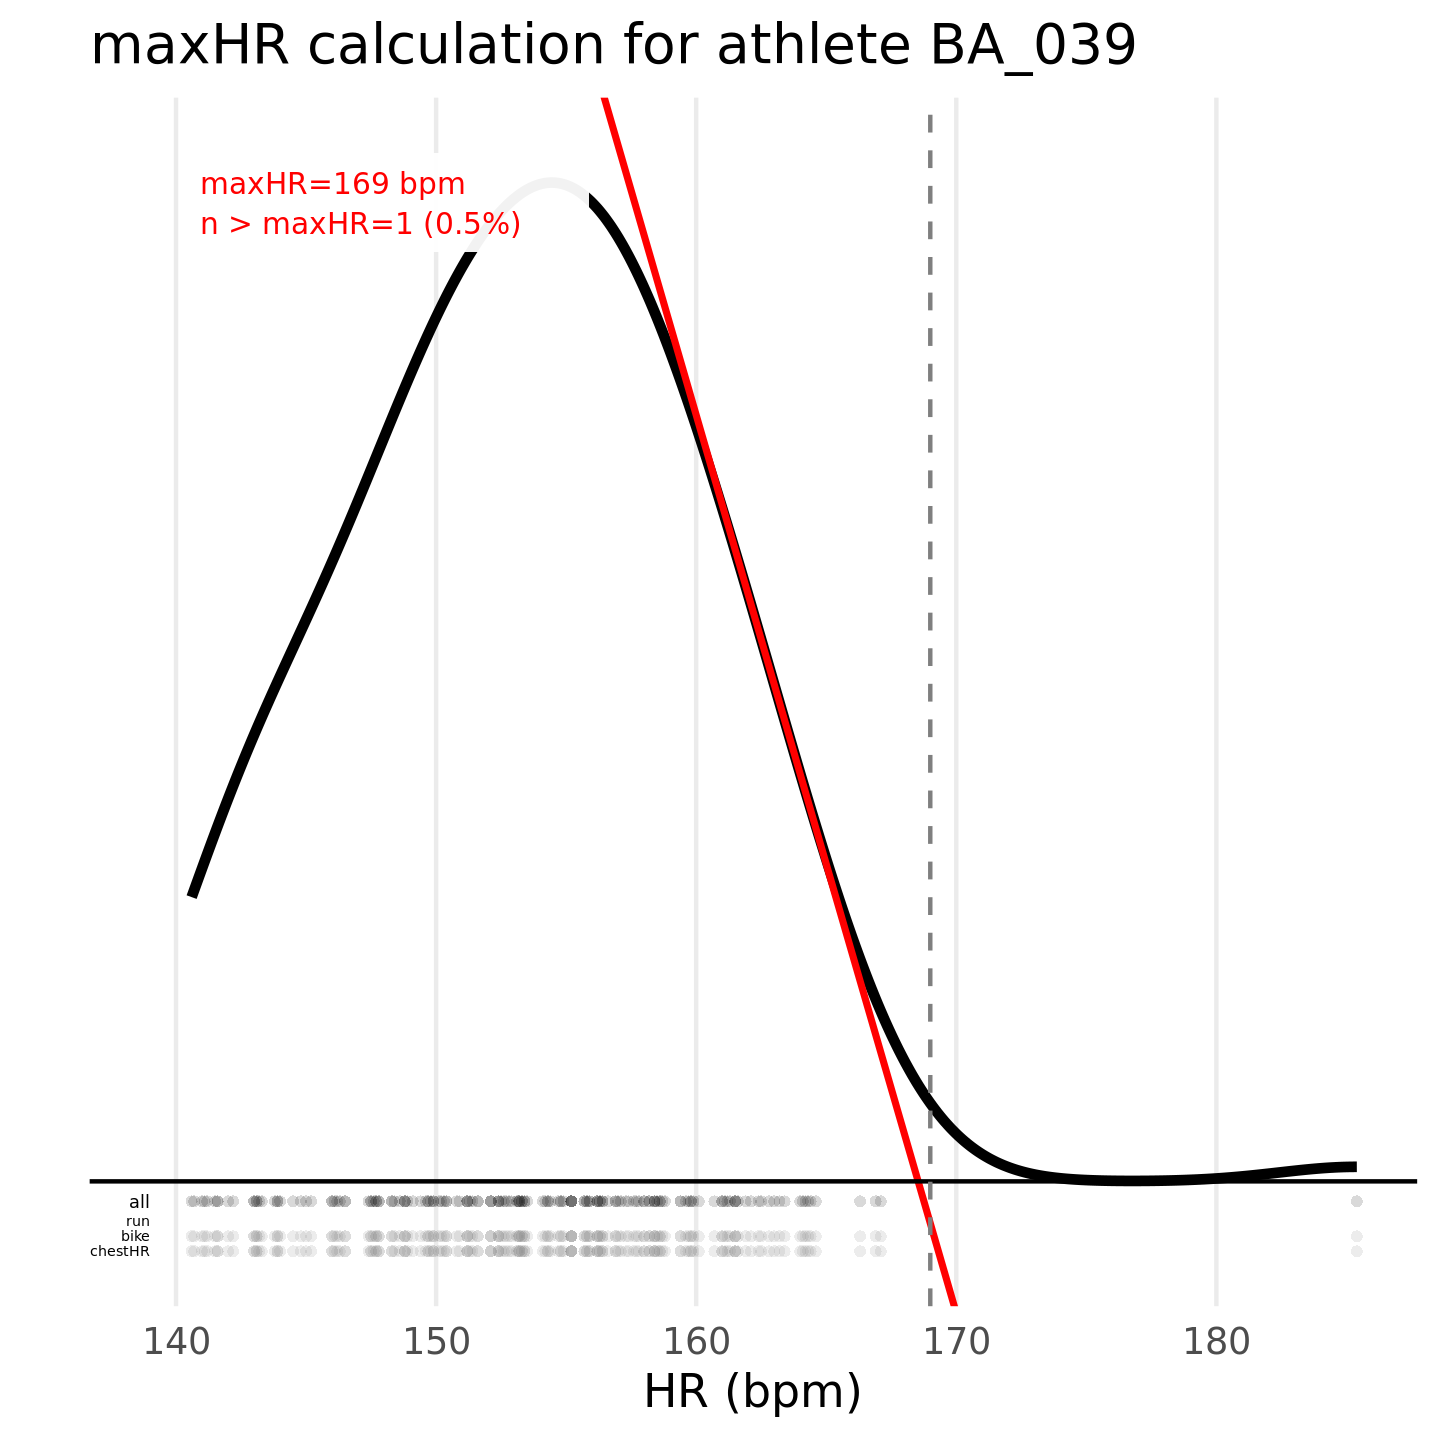 maxHR calculation for athlete BA_039
maxHR=169 bpm
n > maxHR=1 (0.5%)
all
run
bike
chestHR
140 150 160 170 180
HR (bpm)